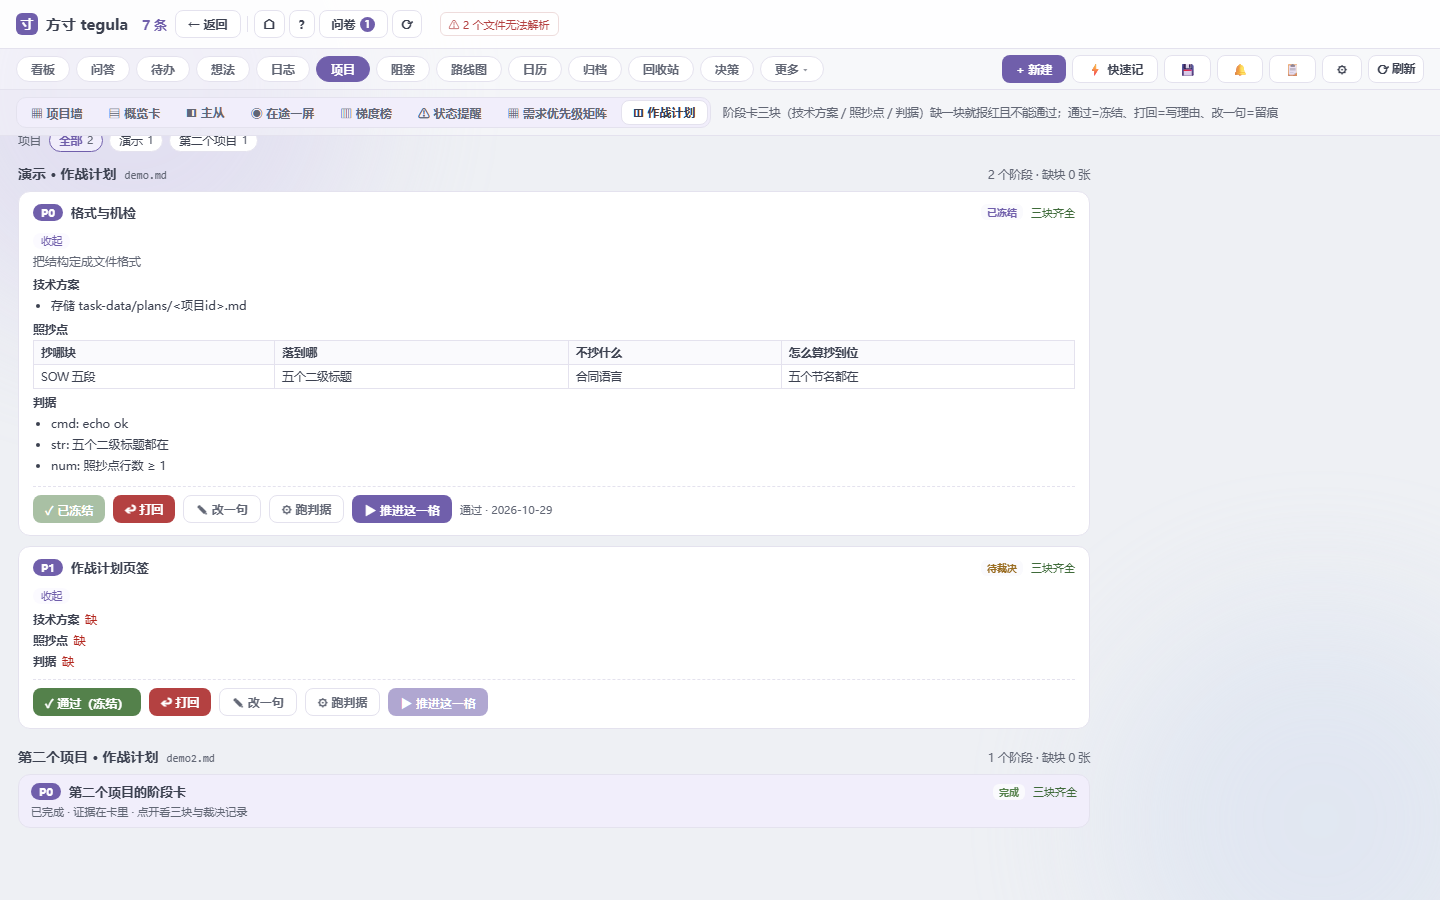 寸 方寸 tegula 7 条 ← 返回 ? 问卷 1 ⚠ 2 个文件无法解析
看板 问答 待办 想法 日志 项目 阻塞 路线图 日历 归档 回收站 决策 更多 + 新建 快速记 刷新
项目墙 概览卡 主从 在途一屏 梯度榜 状态提醒 需求优先级矩阵 作战计划 阶段卡三块（技术方案 / 照抄点 / 判据）缺一块就报红且不能通过；通过=冻结、打回=写理由、改一句=留痕
项目 全部 2 演示 1 第二个项目 1
演示 • 作战计划 demo.md 2 个阶段 · 缺块 0 张
P0 格式与机检 已冻结 三块齐全
收起
把结构定成文件格式
技术方案
• 存储 task-data/plans/<项目id>.md
照抄点
抄哪块 落到哪 不抄什么 怎么算抄到位
SOW 五段 五个二级标题 合同语言 五个节名都在
判据
• cmd: echo ok
• str: 五个二级标题都在
• num: 照抄点行数 ≥ 1
✓ 已冻结 ↩ 打回 ✎ 改一句 ⚙ 跑判据 ▶ 推进这一格 通过 · 2026-10-29
P1 作战计划页签 待裁决 三块齐全
收起
技术方案 缺
照抄点 缺
判据 缺
✓ 通过（冻结） ↩ 打回 ✎ 改一句 ⚙ 跑判据 ▶ 推进这一格
第二个项目 • 作战计划 demo2.md 1 个阶段 · 缺块 0 张
P0 第二个项目的阶段卡 完成 三块齐全
已完成 · 证据在卡里 · 点开看三块与裁决记录